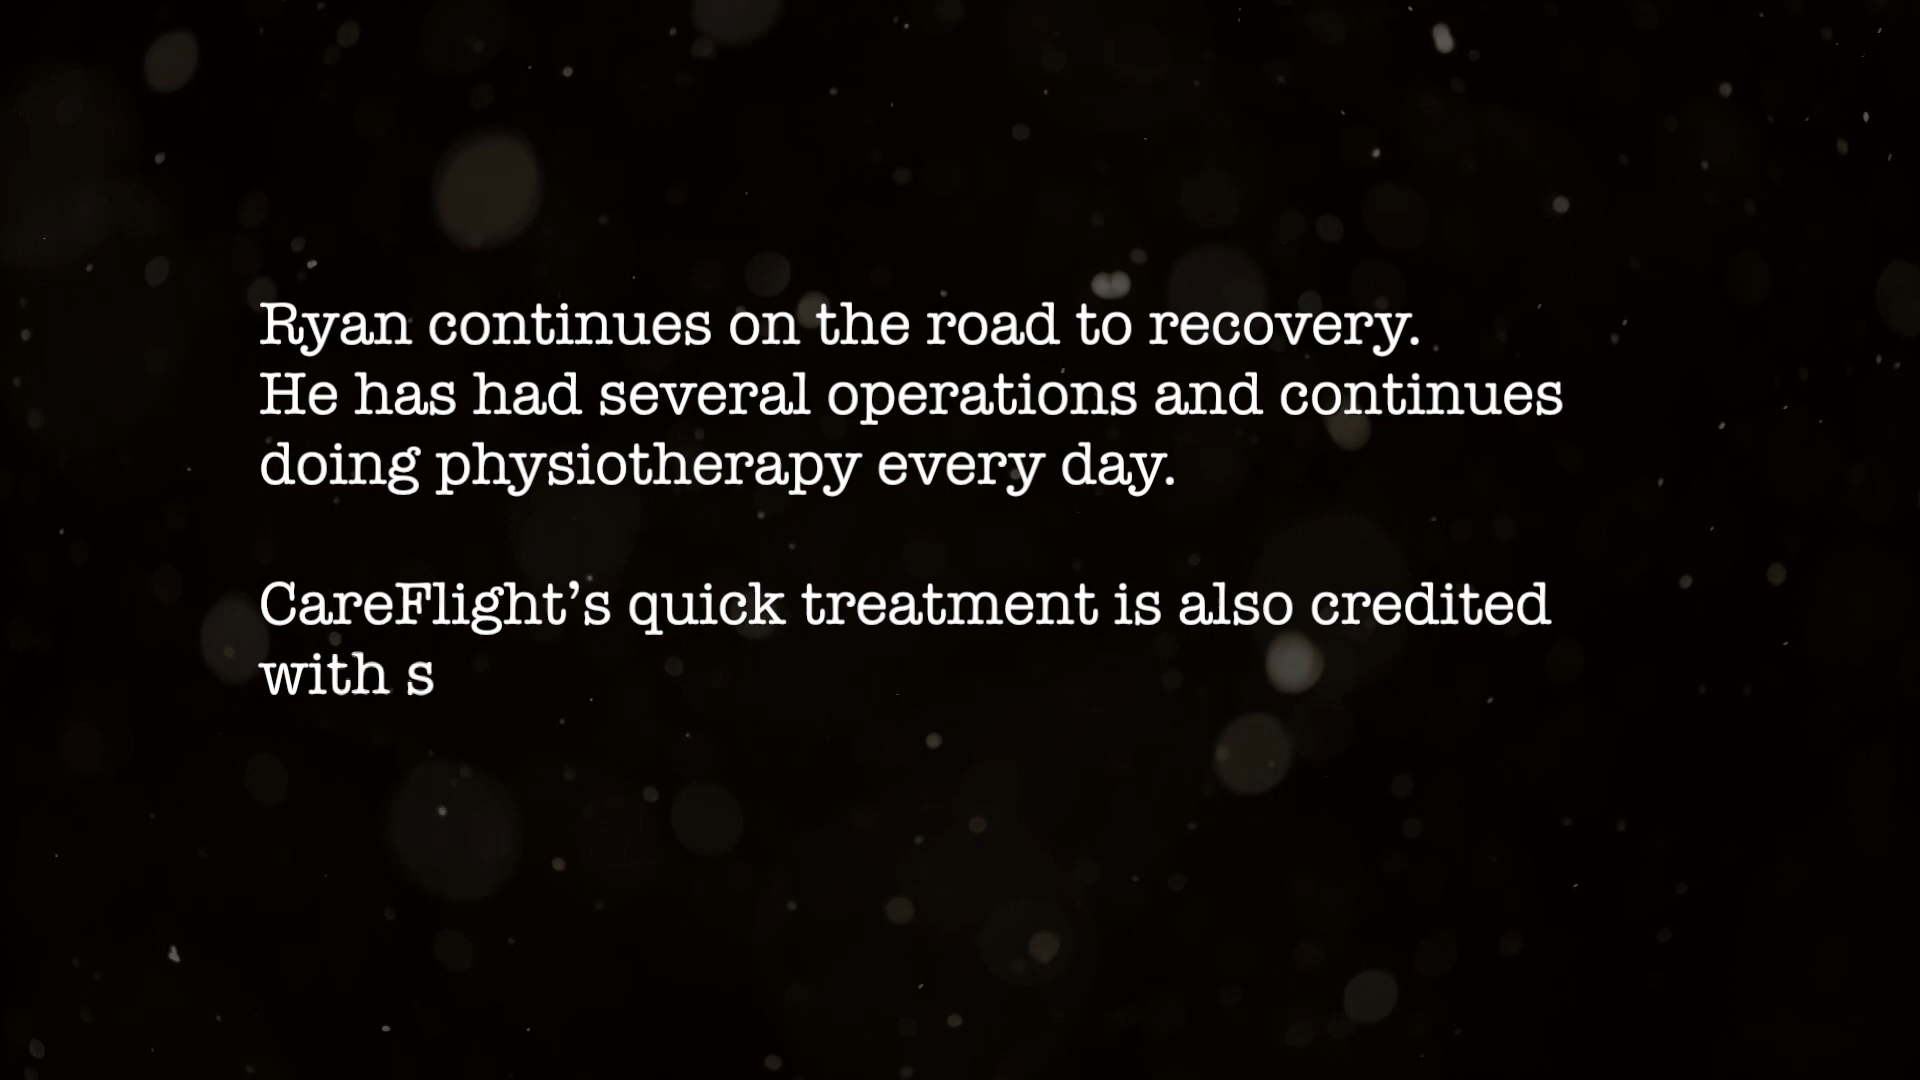 Ryan continues on the road to recovery.
He has had several operations and continues
doing physiotherapy every day.
CareFlight’s quick treatment is also credited
with s